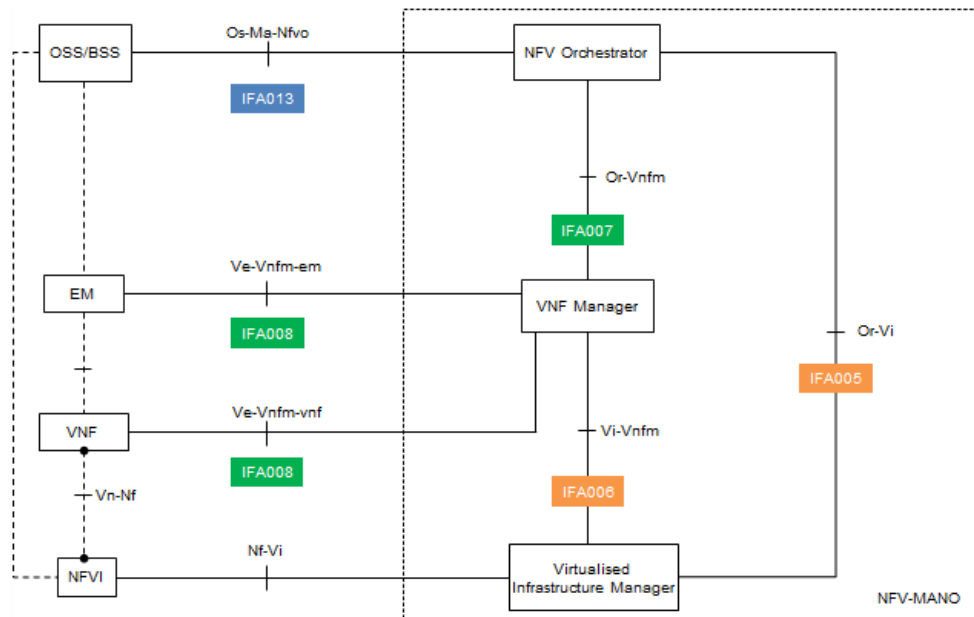 Os-Ma-Nfvo
OSS/BSS
NFV Orchestrator
IFA013
Or-Vnfm
IFA007
Ve-Vnfm-em
EM
VNF Manager
IFA008
Or-Vi
IFA005
Ve-Vnfm-vnf
VNF
Vi-Vnfm
IFA008
IFA006
Vn-Nf
Nf-Vi
NFVI
Virtualised
Infrastructure Manager
NFV-MANO